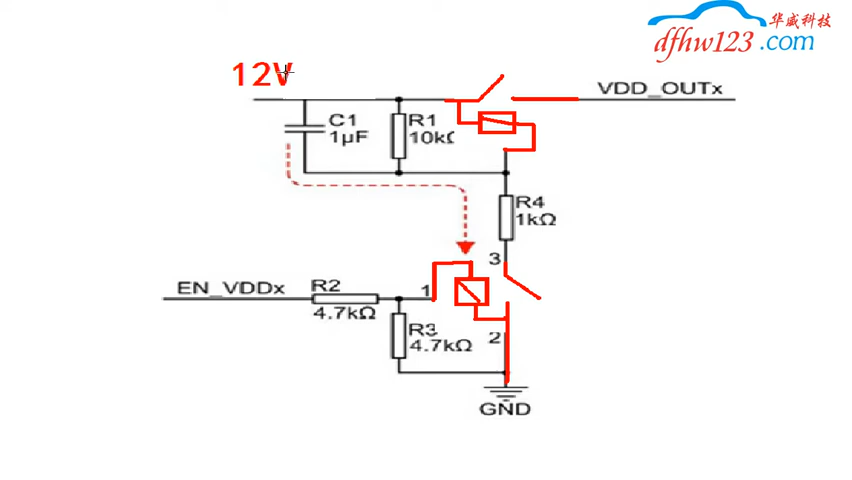 华威科技
dfhw123.com
12V
VDD_OUTx
C1
1μF
R1
10kΩ
R4
1kΩ
3
EN_VDDx
R2
4.7kΩ
1
R3
4.7kΩ
2
GND